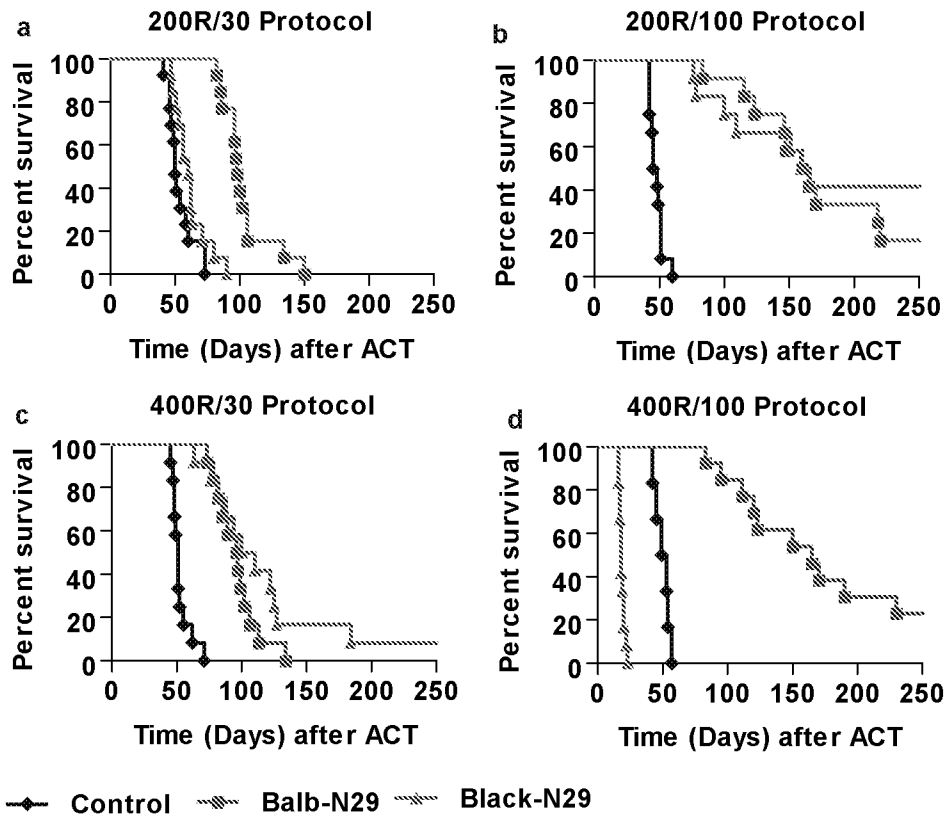 a
200R/30 Protocol
Percent survival
100
80
60
40
20
0
0 50 100 150 200 250
Time (Days) after ACT
b
200R/100 Protocol
Percent survival
100
80
60
40
20
0
0 50 100 150 200 250
Time (Days) after ACT
c
400R/30 Protocol
Percent survival
100
80
60
40
20
0
0 50 100 150 200 250
Time (Days) after ACT
d
400R/100 Protocol
Percent survival
100
80
60
40
20
0
0 50 100 150 200 250
Time (Days) after ACT
Control Balb-N29 Black-N29